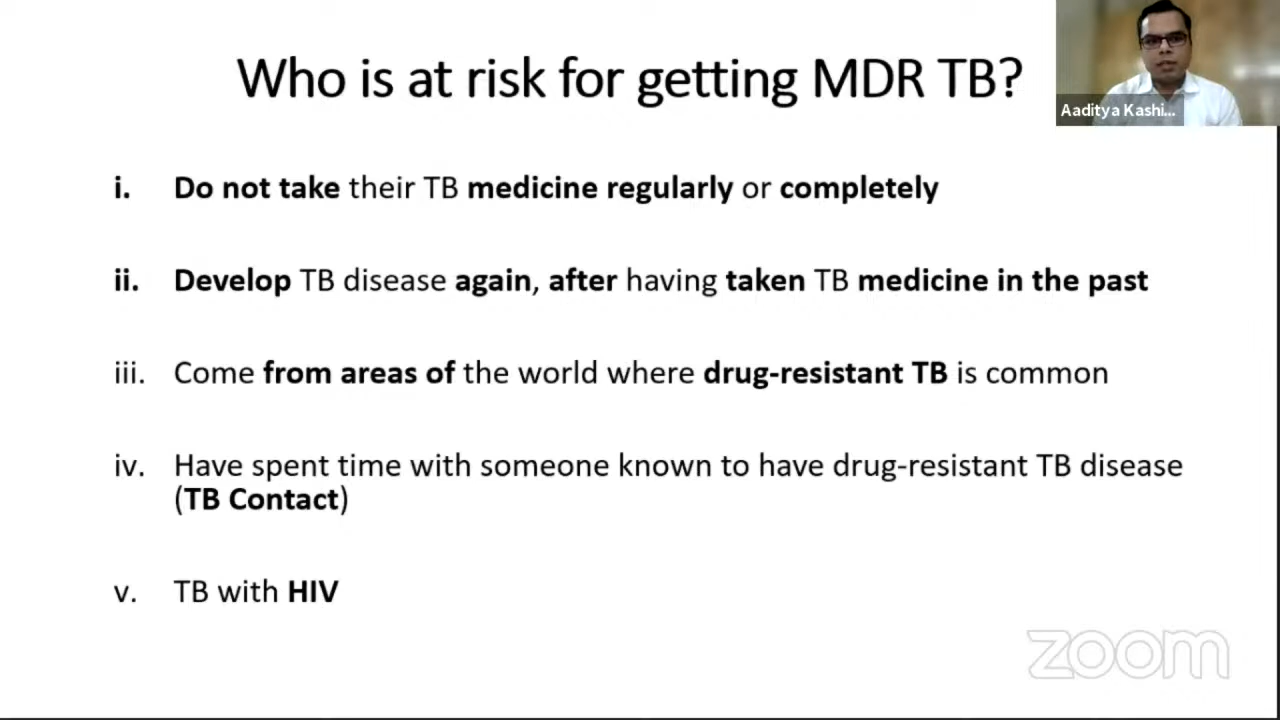 Who is at risk for getting MDR TB?
Aaditya Kashi...
i. Do not take their TB medicine regularly or completely
ii. Develop TB disease again, after having taken TB medicine in the past
iii. Come from areas of the world where drug-resistant TB is common
iv. Have spent time with someone known to have drug-resistant TB disease
(TB Contact)
v. TB with HIV
zoom